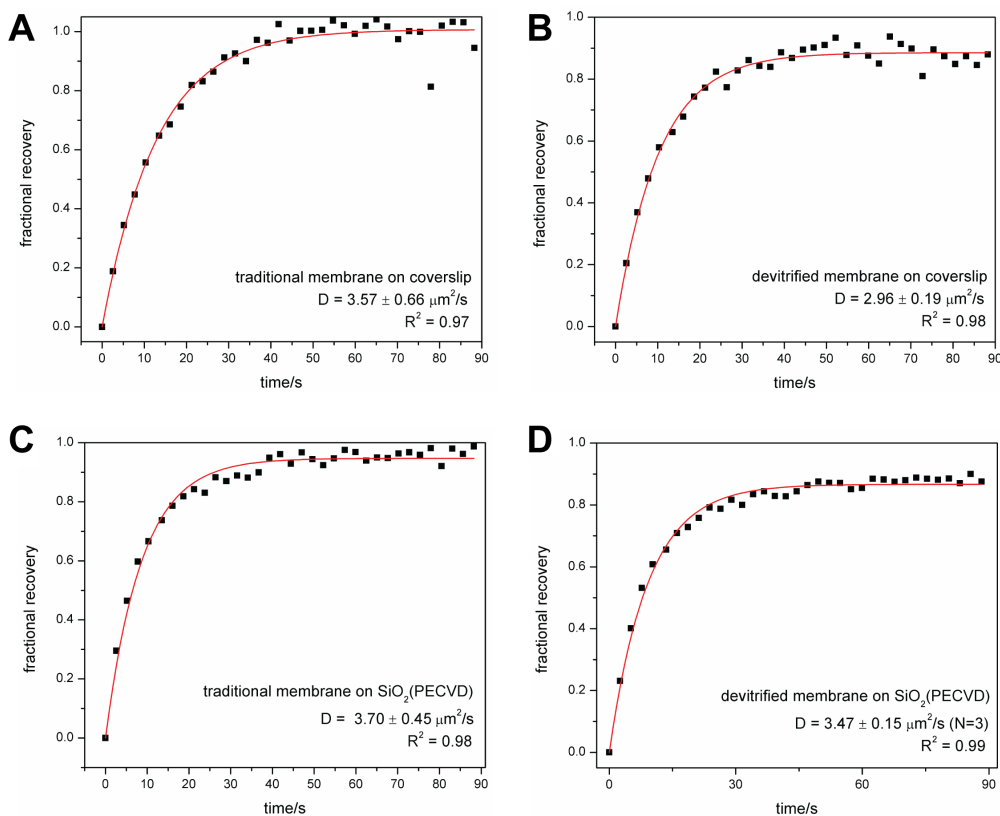 A
fractional recovery
1.0
0.8
0.6
0.4
0.2
0.0
traditional membrane on coverslip
D = 3.57 ± 0.66 μm²/s
R² = 0.97
0 10 20 30 40 50 60 70 80 90
time/s
B
fractional recovery
1.0
0.8
0.6
0.4
0.2
0.0
devitrified membrane on coverslip
D = 2.96 ± 0.19 μm²/s
R² = 0.98
0 10 20 30 40 50 60 70 80 90
time/s
C
fractional recovery
1.0
0.8
0.6
0.4
0.2
0.0
traditional membrane on SiO₂(PECVD)
D = 3.70 ± 0.45 μm²/s
R² = 0.98
0 10 20 30 40 50 60 70 80 90
time/s
D
fractional recovery
1.0
0.8
0.6
0.4
0.2
0.0
devitrified membrane on SiO₂(PECVD)
D = 3.47 ± 0.15 μm²/s (N=3)
R² = 0.99
0 30 60 90
time/s